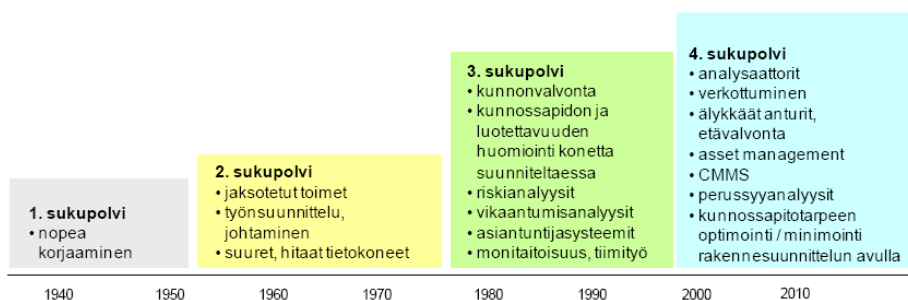 1. sukupolvi
• nopea
korjaaminen
2. sukupolvi
• jaksotetut toimet
• työnsuunnittelu,
johtaminen
• suuret, hitaat tietokoneet
3. sukupolvi
• kunnonvalvonta
• kunnossapidon ja
luotettavuuden
huomiointi konetta
suunniteltaessa
• riskianalyysit
• vikaantumisanalyysit
• asiantuntijasysteemit
• monitaitoisuus, tiimityö
4. sukupolvi
• analysaattorit
• verkottuminen
• älykkäät anturit,
etävalvonta
• asset management
• CMMS
• perussyyanalyysit
• kunnossapitotarpeen
optimointi / minimointi
rakennesuunnittelun avulla
1940 1950 1960 1970 1980 1990 2000 2010